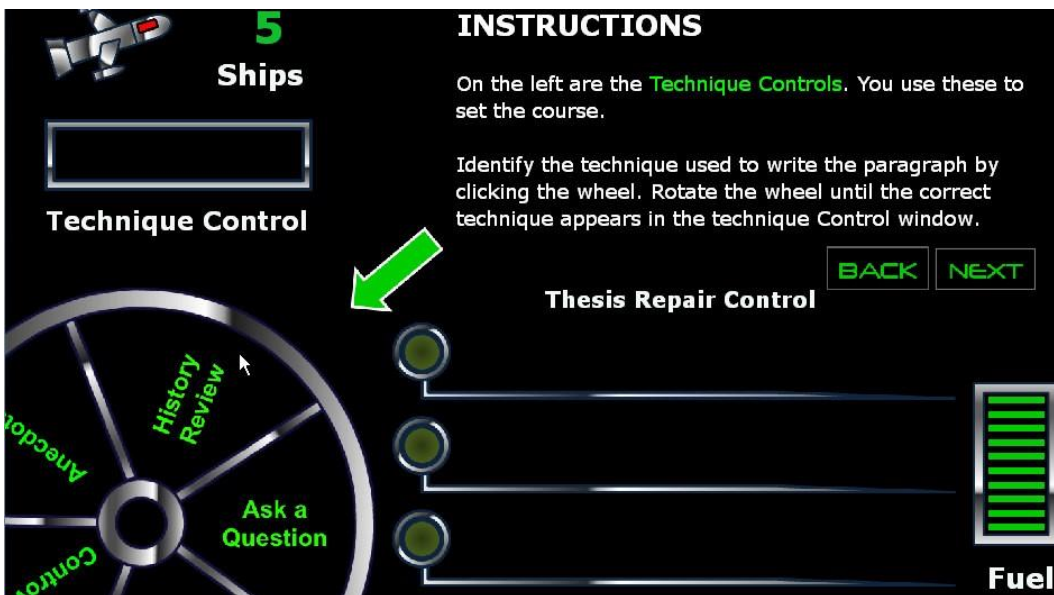 5
Ships
Technique Control
INSTRUCTIONS
On the left are the Technique Controls. You use these to
set the course.
Identify the technique used to write the paragraph by
clicking the wheel. Rotate the wheel until the correct
technique appears in the technique Control window.
BACK
NEXT
Thesis Repair Control
History
Review
Ask a
Question
Fuel